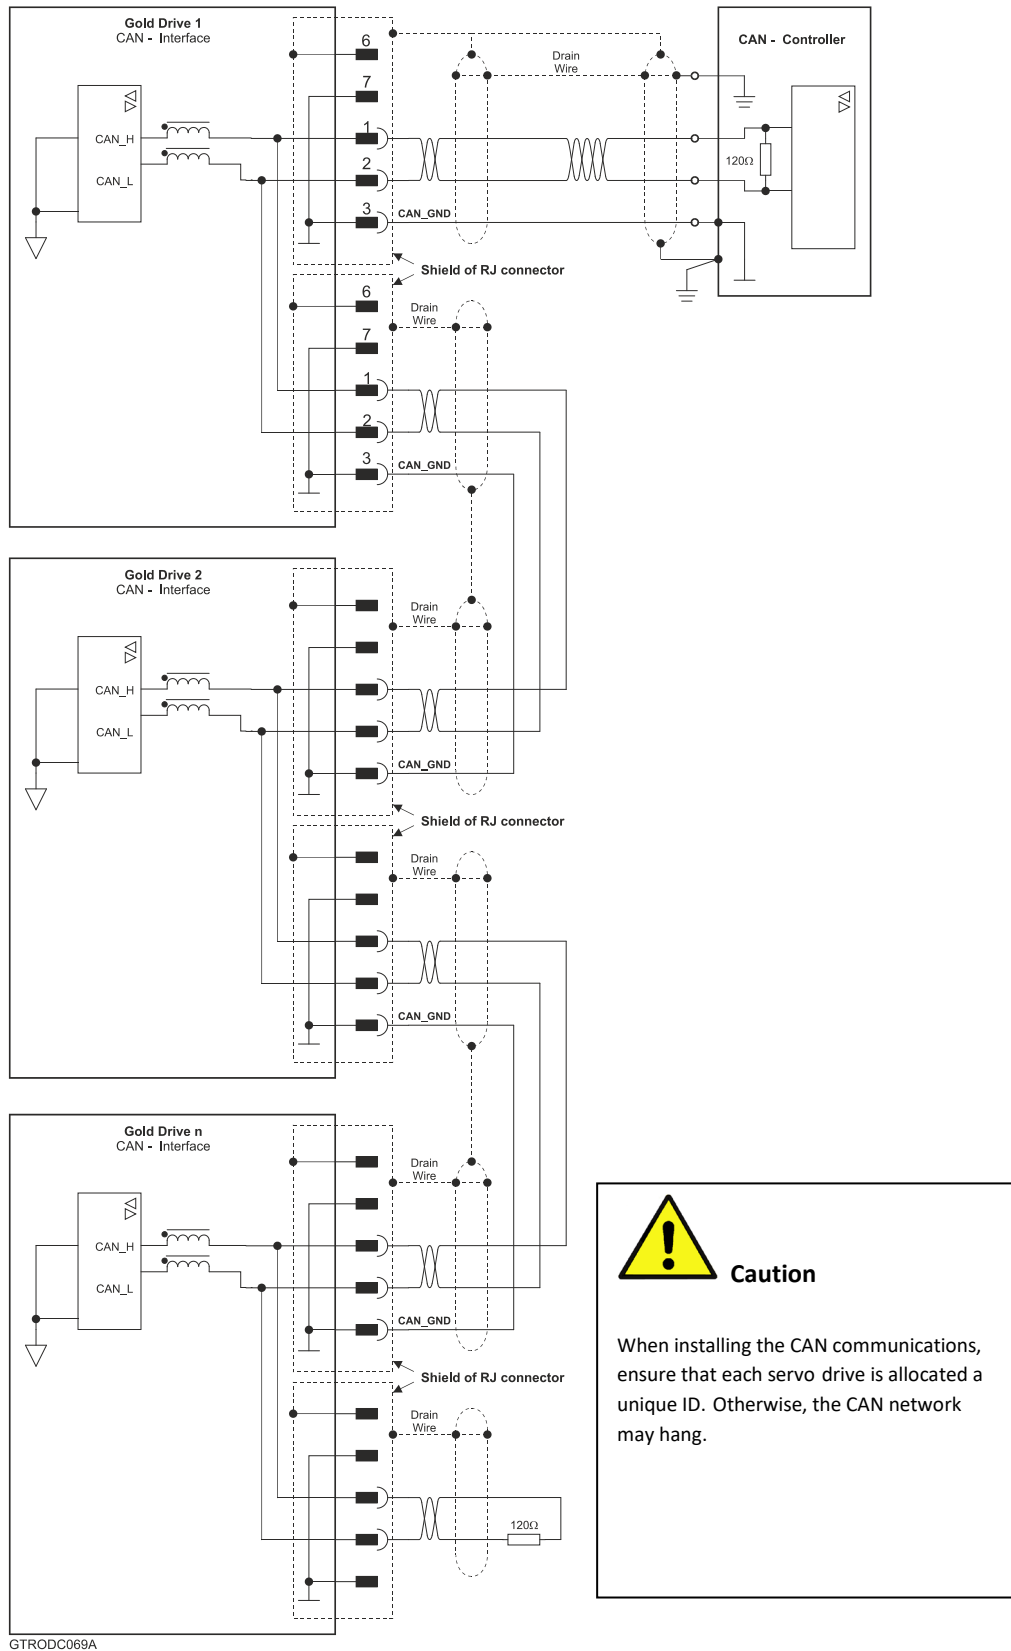 Gold Drive 1
CAN - Interface
CAN_H
CAN_L
6
7
1
2
3
CAN_GND
Drain
Wire
CAN - Controller
120Ω
Shield of RJ connector
6
7
1
2
3
Drain
Wire
CAN_GND
Gold Drive 2
CAN - Interface
CAN_H
CAN_L
Drain
Wire
CAN_GND
Shield of RJ connector
Drain
Wire
CAN_GND
Gold Drive n
CAN - Interface
CAN_H
CAN_L
Drain
Wire
CAN_GND
Shield of RJ connector
Drain
Wire
120Ω
Caution
When installing the CAN communications,
ensure that each servo drive is allocated a
unique ID. Otherwise, the CAN network
may hang.
GTRODC069A